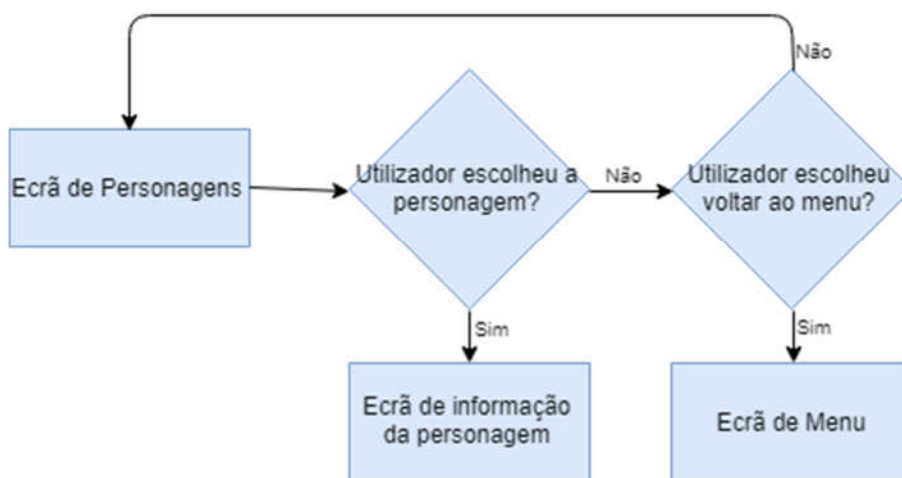 Não
Ecrã de Personagens
Utilizador escolheu a
personagem?
Não
Utilizador escolheu
voltar ao menu?
Sim
Sim
Ecrã de informação
da personagem
Ecrã de Menu